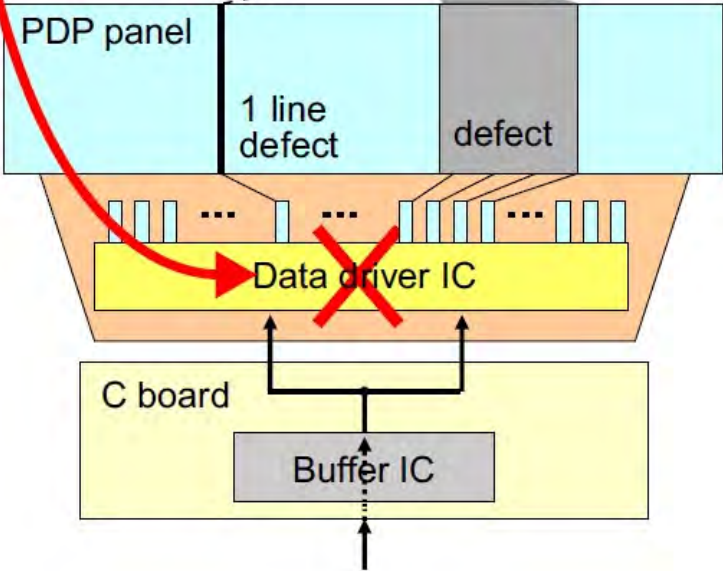 PDP panel
1 line
defect
defect
Data driver IC
C board
Buffer IC